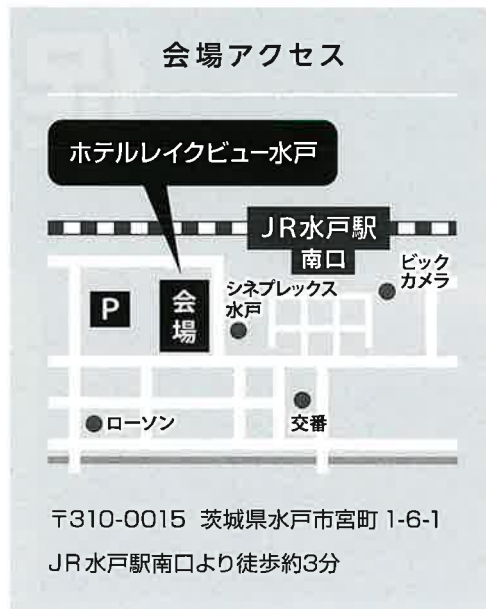 会場アクセス
ホテルレイクビュー水戸
JR水戸駅
南口
ビック
カメラ
シネプレックス
水戸
P
会
場
ローソン
交番
〒310-0015 茨城県水戸市宮町1-6-1
JR水戸駅南口より徒歩約3分